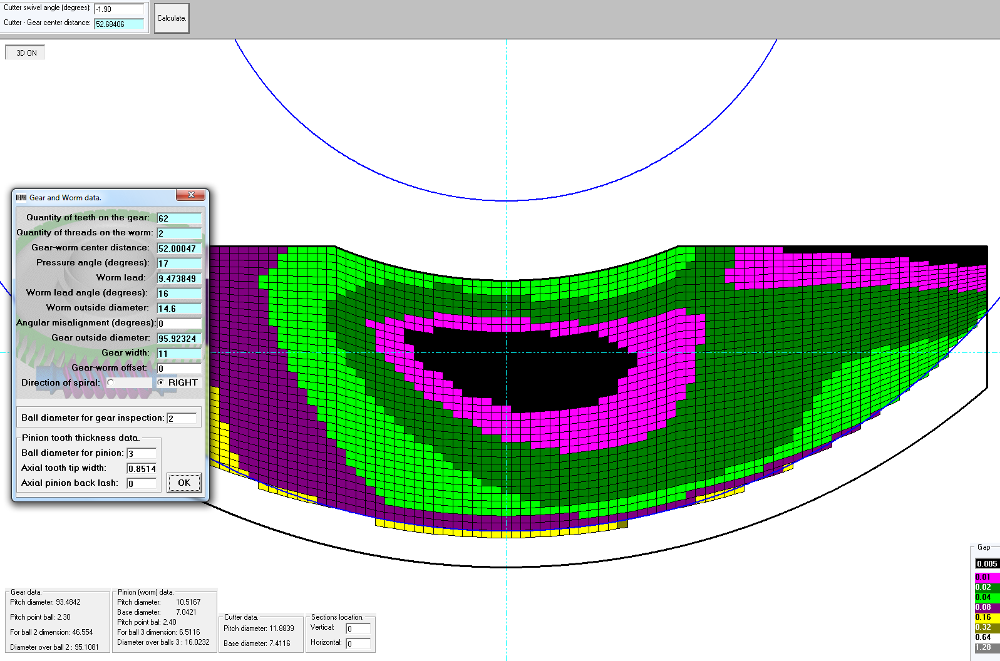 Cutter swivel angle (degrees): -1.90
Cutter - Gear center distance: 52.68406
Calculate.
3D ON
DELPHI Gear and Worm data.
Quantity of teeth on the gear: 62
Quantity of threads on the worm: 2
Gear-worm center distance: 52.00047
Pressure angle (degrees): 17
Worm lead: 9.473849
Worm lead angle (degrees): 16
Worm outside diameter: 14.6
Angular misalignment (degrees): 0
Gear outside diameter: 95.92324
Gear width: 11
Gear-worm offset: 0
Direction of spiral: RIGHT
Ball diameter for gear inspection: 2
Pinion tooth thickness data.
Ball diameter for pinion: 3
Axial tooth tip width: 0.8514
Axial pinion back lash: 0
OK
Gap
0.005
0.01
0.02
0.04
0.08
0.16
0.32
0.64
1.28
Gear data.
Pitch diameter: 93.4842
Pitch point ball: 2.30
For ball 2 dimension: 46.554
Diameter over ball 2 : 95.1081
Pinion (worm) data.
Pitch diameter: 10.5167
Base diameter: 7.0421
Pitch point bal: 2.40
For ball 3 dimension: 6.5116
Diameter over balls 3 : 16.0232
Cutter data.
Pitch diameter: 11.8839
Base diameter: 7.4116
Sections location.
Vertical: 0
Horizontal: 0